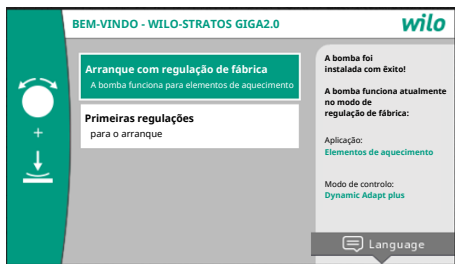 BEM-VINDO - WILO-STRATOS GIGA2.0
wilo
Arranque com regulação de fábrica
A bomba funciona para elementos de aquecimento
Primeiras regulações
para o arranque
+
A bomba foi
instalada com êxito!
A bomba funciona atualmente
no modo de
regulação de fábrica:
Aplicação:
Elementos de aquecimento
Modo de controlo:
Dynamic Adapt plus
Language